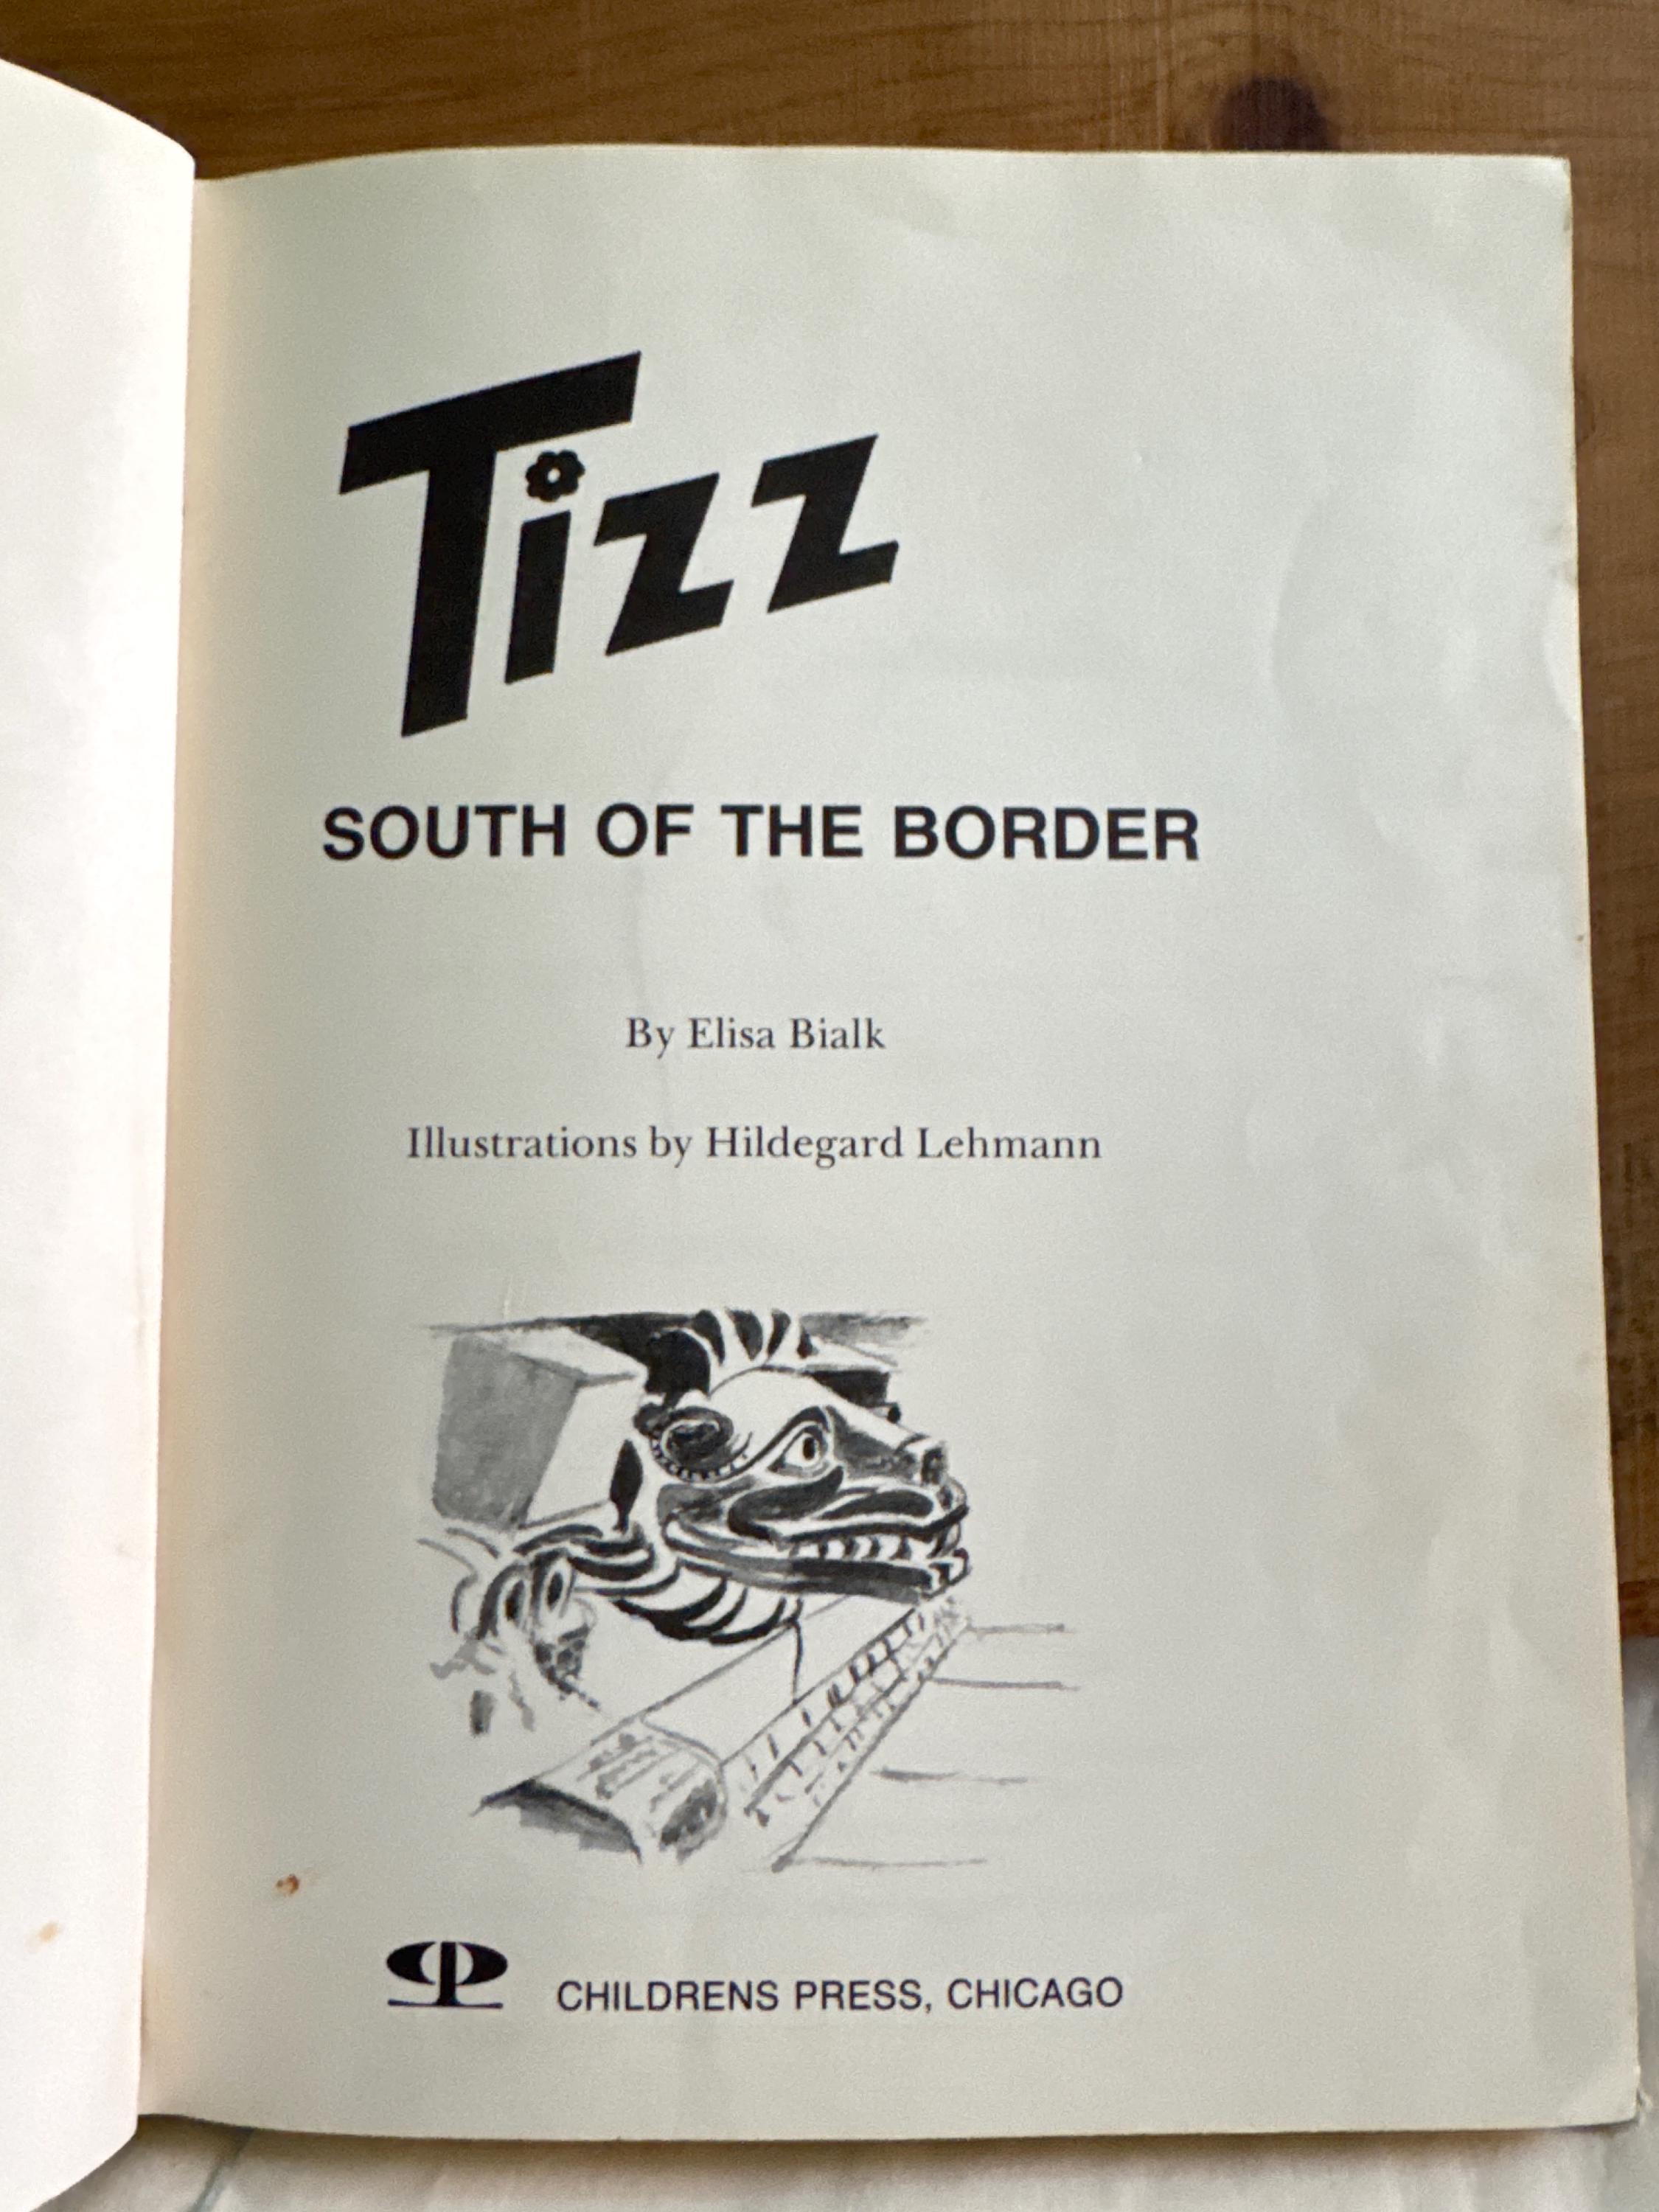 Tizz
SOUTH OF THE BORDER
By Elisa Bialk
Illustrations by Hildegard Lehmann
CHILDRENS PRESS, CHICAGO